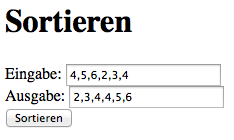 Sortieren
Eingabe: 4,5,6,2,3,4
Ausgabe: 2,3,4,4,5,6
Sortieren